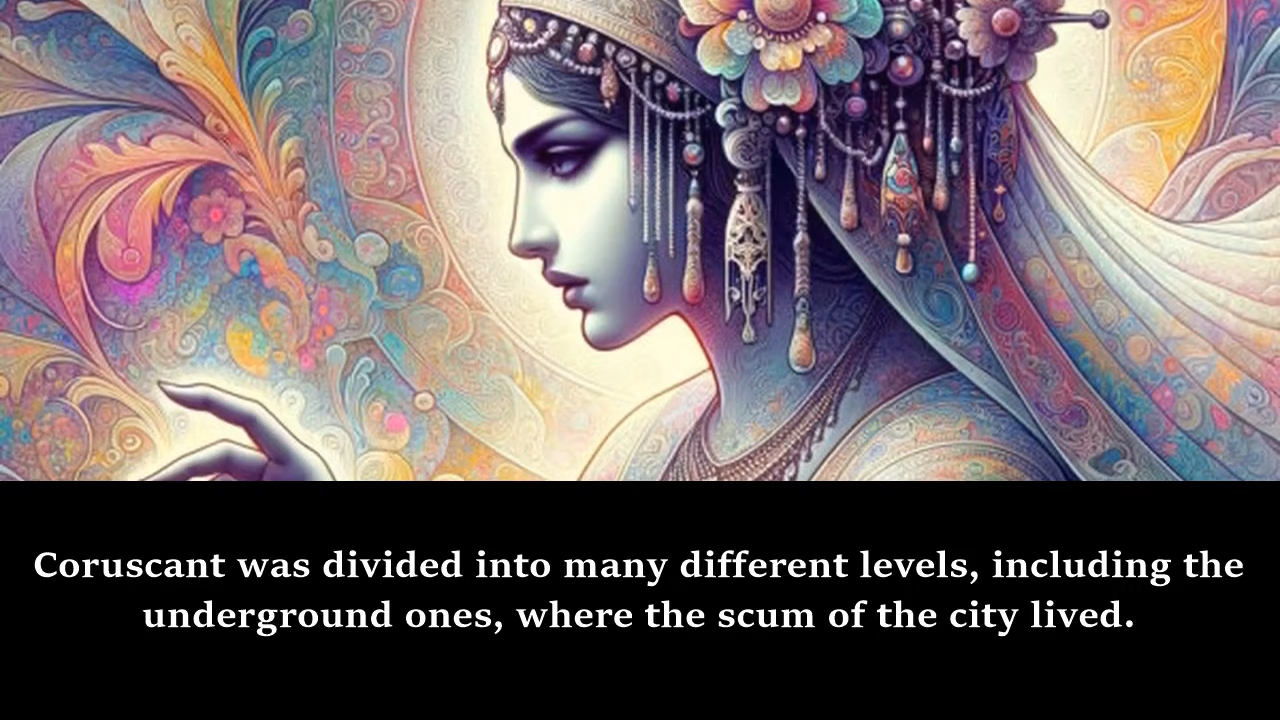 Coruscant was divided into many different levels, including the
underground ones, where the scum of the city lived.